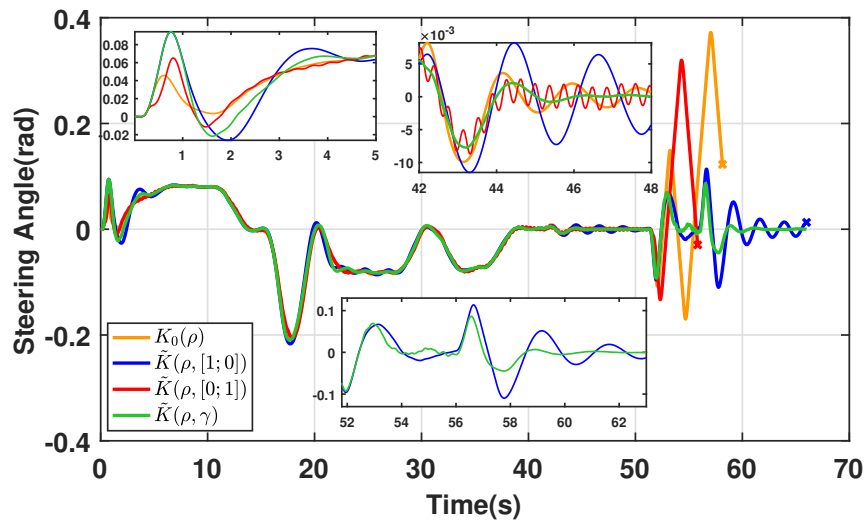 0.4
0.2
0
-0.2
-0.4
Steering Angle(rad)
0.08
0.06
0.04
0.02
0
-0.02
1 2 3 4 5
×10⁻³
5
0
-5
-10
42 44 46 48
0.1
0
-0.1
52 54 56 58 60 62
K₀(ρ)
K̃(ρ, [1; 0])
K̃(ρ, [0; 1])
K̃(ρ, γ)
0 10 20 30 40 50 60 70
Time(s)